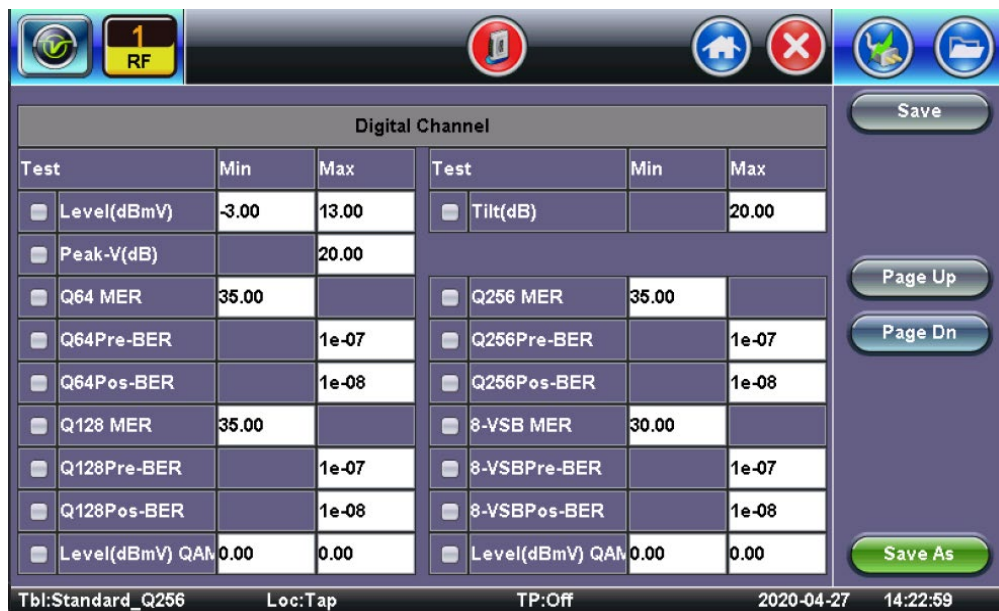 1
RF
Save
Digital Channel
Test Min Max Test Min Max
Level(dBmV) -3.00 13.00 Tilt(dB) 20.00
Peak-V(dB) 20.00
Page Up
Q64 MER 35.00 Q256 MER 35.00
Q64Pre-BER 1e-07 Q256Pre-BER 1e-07
Page Dn
Q64Pos-BER 1e-08 Q256Pos-BER 1e-08
Q128 MER 35.00 8-VSB MER 30.00
Q128Pre-BER 1e-07 8-VSBPre-BER 1e-07
Q128Pos-BER 1e-08 8-VSBPos-BER 1e-08
Level(dBmV) QAM 0.00 0.00 Level(dBmV) QAM 0.00 0.00
Save As
Tbl:Standard_Q256 Loc:Tap TP:Off 2020-04-27 14:22:59